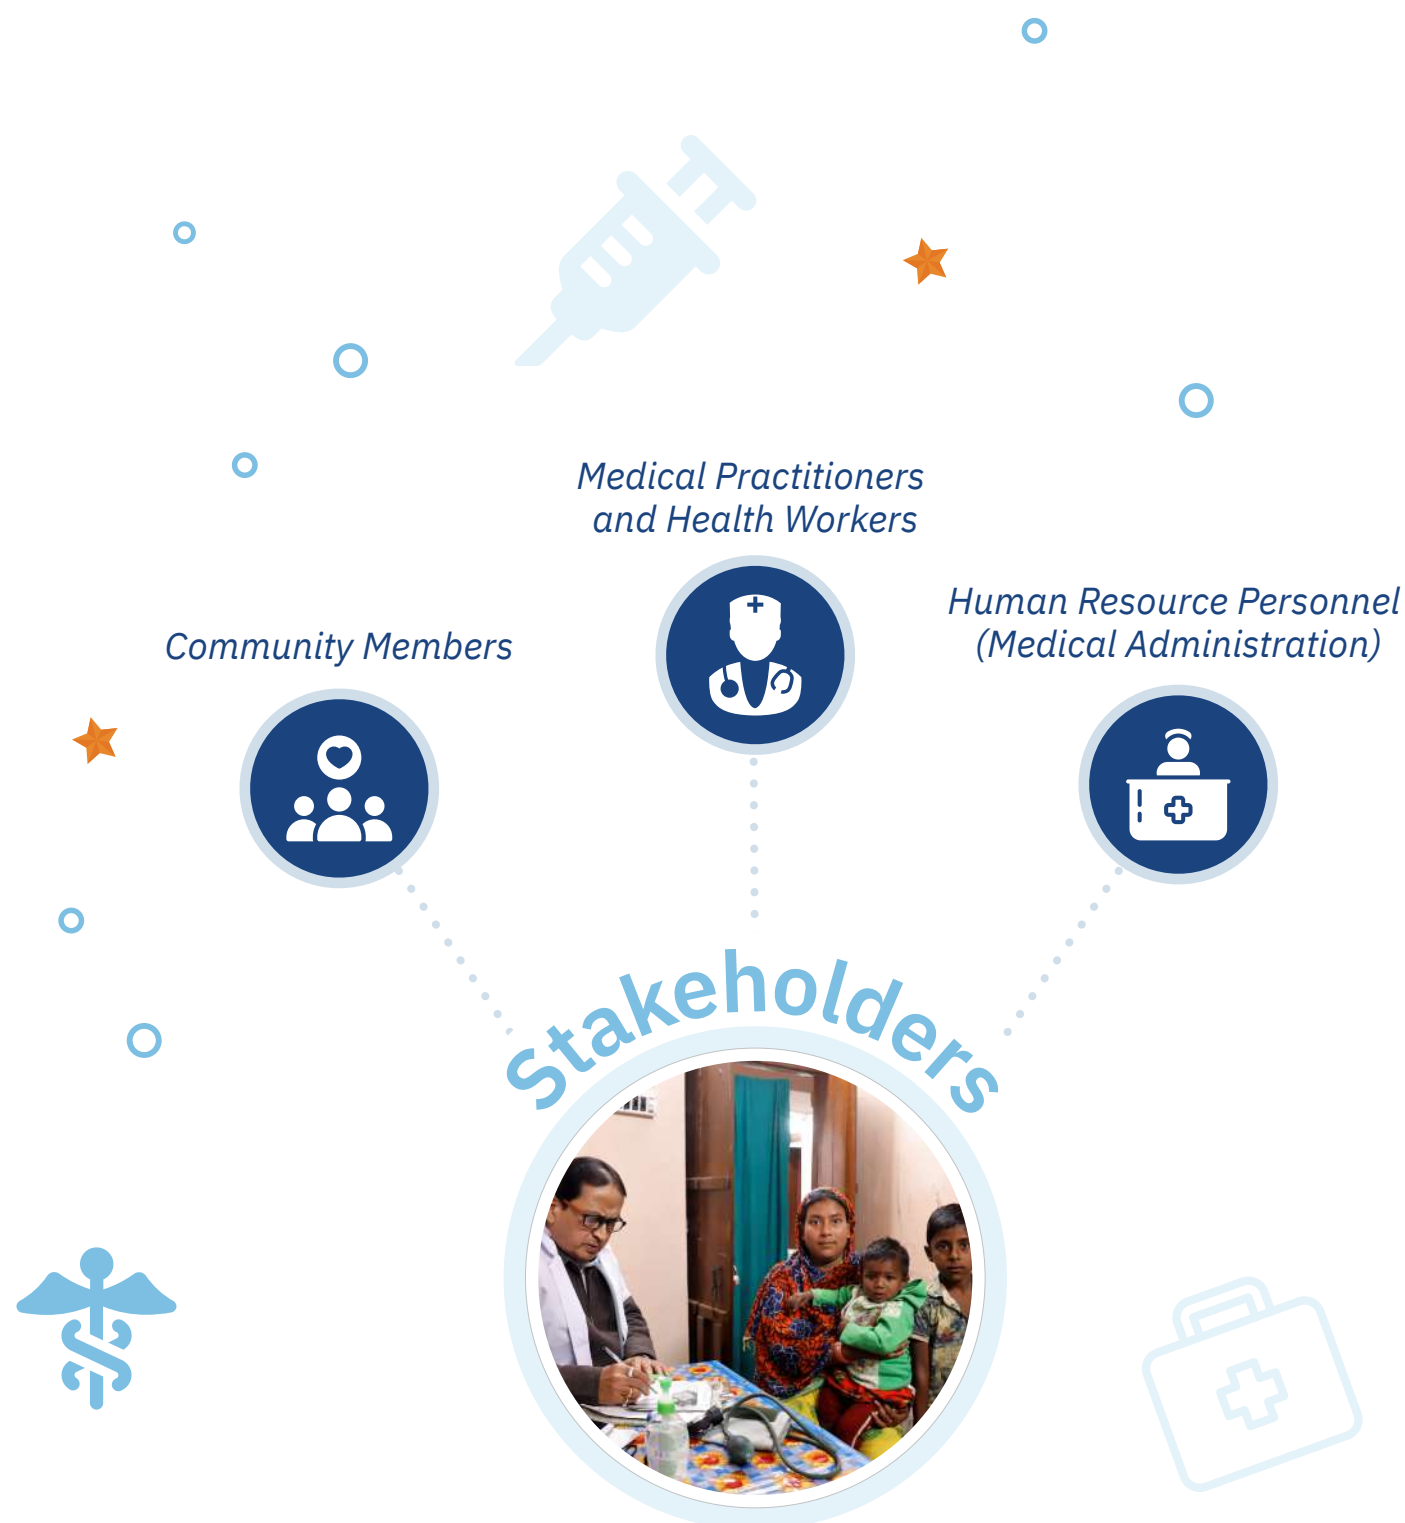 Medical Practitioners
and Health Workers
Human Resource Personnel
(Medical Administration)
Community Members
Stakeholders